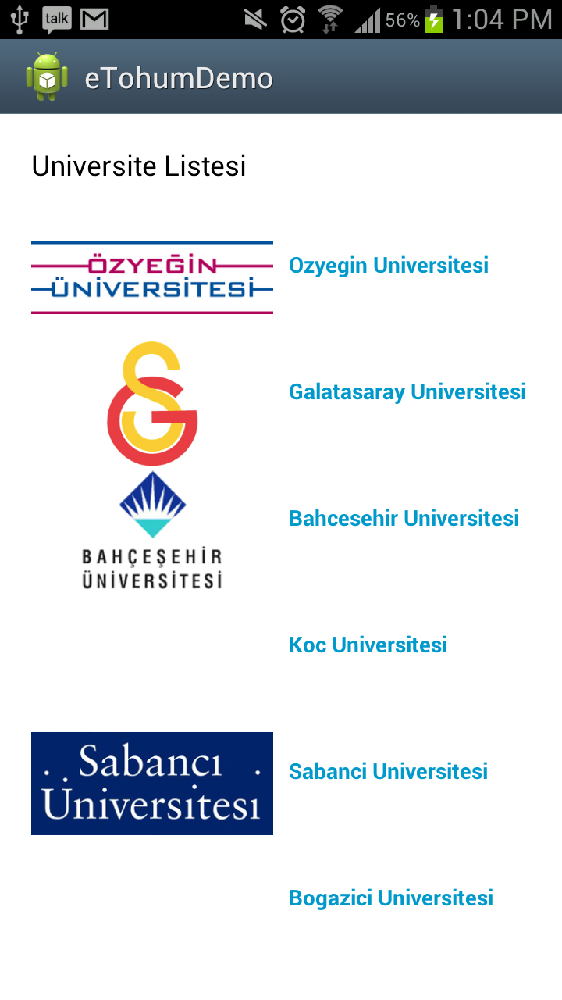 talk 56% 1:04 PM
eTohumDemo
Universite Listesi
ÖZYEĞİN
ÜNİVERSİTESİ
Ozyegin Universitesi
GS
Galatasaray Universitesi
BAHÇEŞEHİR
ÜNİVERSİTESİ
Bahcesehir Universitesi
Koc Universitesi
Sabancı
Üniversitesi
Sabanci Universitesi
Bogazici Universitesi